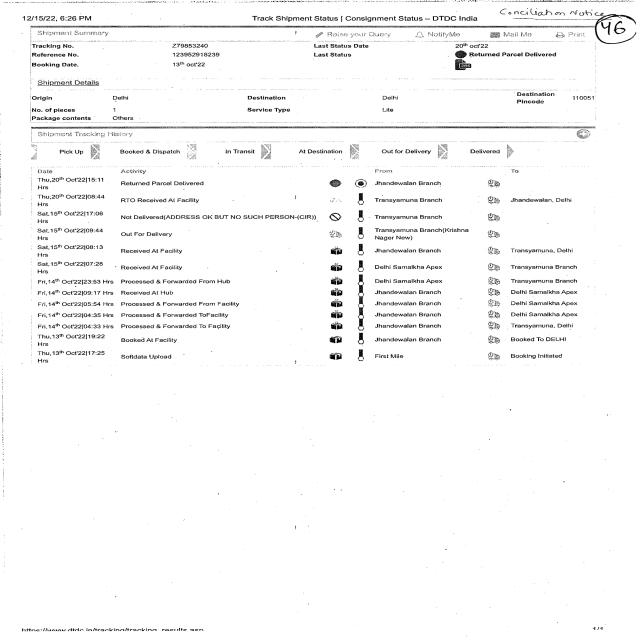 12/15/22, 6:26 PM Track Shipment Status | Consignment Status – DTDC India
Conciliation Notice
46
Shipment Summary Raise your Query NotifyMe Mail Me Print
Tracking No. Z79853240 Last Status Date 20th oct'22
Reference No. 123952918239 Last Status Returned Parcel Delivered
Booking Date. 13th oct'22
Shipment Details
Origin Delhi Destination Delhi Destination Pincode 110051
No. of pieces 1 Service Type Lite
Package contents Others
Shipment Tracking History
Pick Up Booked & Dispatch In Transit At Destination Out for Delivery Delivered
Date Activity From To
Thu,20th Oct'22|15:11 Hrs Returned Parcel Delivered Jhandewalan Branch
Thu,20th Oct'22|08:44 Hrs RTO Received At Facility Transyamuna Branch Jhandewalan, Delhi
Sat,15th Oct'22|17:06 Hrs Not Delivered(ADDRESS OK BUT NO SUCH PERSON-(CIR)) Transyamuna Branch
Sat,15th Oct'22|09:44 Hrs Out For Delivery Transyamuna Branch(Krishna Nager New)
Sat,15th Oct'22|08:13 Hrs Received At Facility Jhandewalan Branch Transyamuna, Delhi
Sat,15th Oct'22|07:28 Hrs Received At Facility Delhi Samalkha Apex Transyamuna Branch
Fri,14th Oct'22|23:53 Hrs Processed & Forwarded From Hub Delhi Samalkha Apex Transyamuna Branch
Fri,14th Oct'22|09:17 Hrs Received At Hub Jhandewalan Branch Delhi Samalkha Apex
Fri,14th Oct'22|05:54 Hrs Processed & Forwarded From Facility Jhandewalan Branch Delhi Samalkha Apex
Fri,14th Oct'22|04:35 Hrs Processed & Forwarded ToFacility Jhandewalan Branch Delhi Samalkha Apex
Fri,14th Oct'22|04:33 Hrs Processed & Forwarded To Facility Jhandewalan Branch Transyamuna, Delhi
Thu,13th Oct'22|19:22 Hrs Booked At Facility Jhandewalan Branch Booked To DELHI
Thu,13th Oct'22|17:25 Hrs Softdata Upload First Mile Booking Initiated
https://www.dtdc.in/tracking/tracking_results.asp